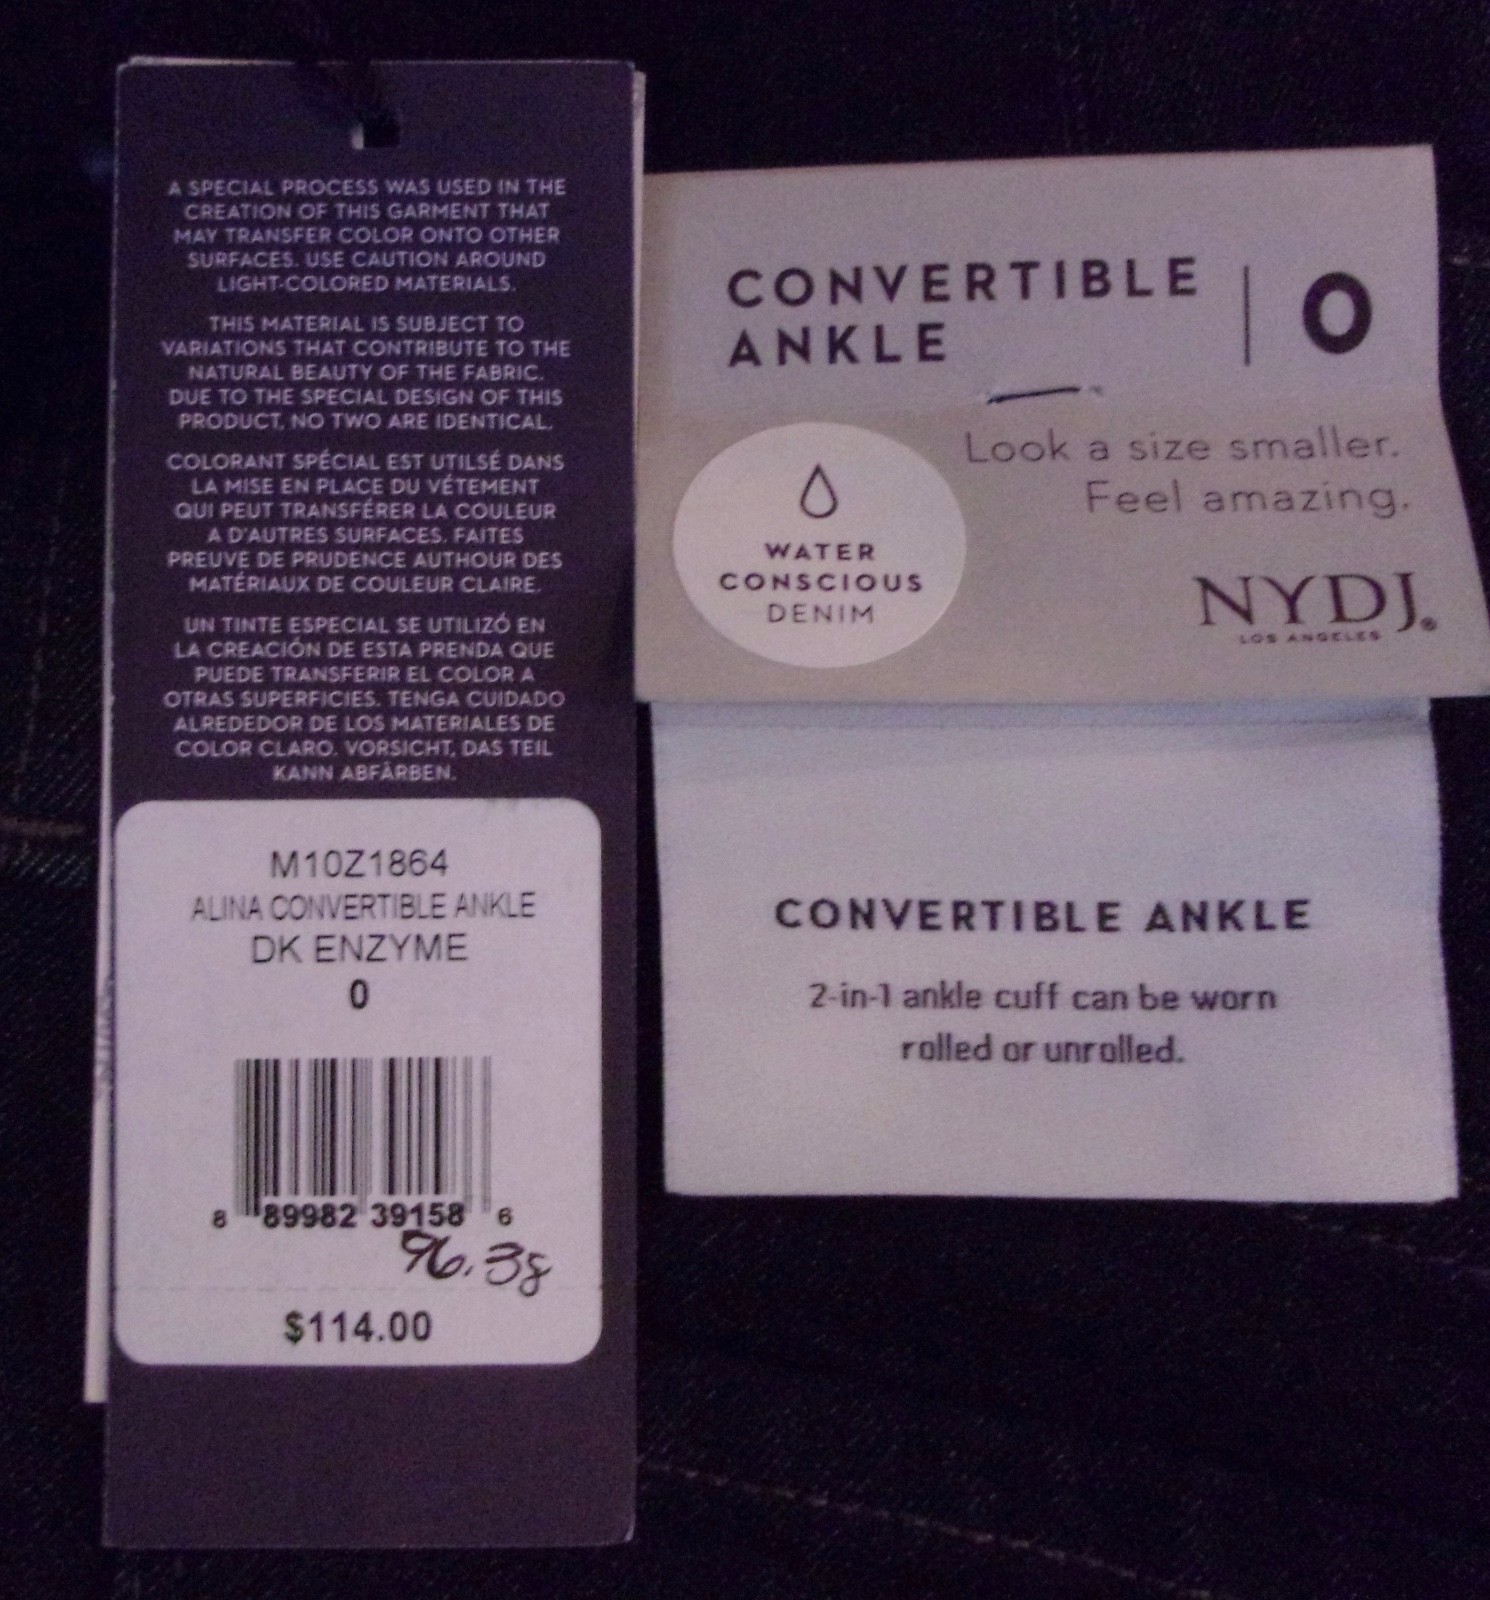 A SPECIAL PROCESS WAS USED IN THE
CREATION OF THIS GARMENT THAT
MAY TRANSFER COLOR ONTO OTHER
SURFACES. USE CAUTION AROUND
LIGHT-COLORED MATERIALS.
THIS MATERIAL IS SUBJECT TO
VARIATIONS THAT CONTRIBUTE TO THE
NATURAL BEAUTY OF THE FABRIC.
DUE TO THE SPECIAL DESIGN OF THIS
PRODUCT, NO TWO ARE IDENTICAL.
COLORANT SPÉCIAL EST UTILSÉ DANS
LA MISE EN PLACE DU VÉTEMENT
QUI PEUT TRANSFÉRER LA COULEUR
A D'AUTRES SURFACES. FAITES
PREUVE DE PRUDENCE AUTHOUR DES
MATÉRIAUX DE COULEUR CLAIRE.
UN TINTE ESPECIAL SE UTILIZÓ EN
LA CREACIÓN DE ESTA PRENDA QUE
PUEDE TRANSFERIR EL COLOR A
OTRAS SUPERFICIES. TENGA CUIDADO
ALREDEDOR DE LOS MATERIALES DE
COLOR CLARO. VORSICHT, DAS TEIL
KANN ABFÄRBEN.
M10Z1864
ALINA CONVERTIBLE ANKLE
DK ENZYME
0
8 89982 39158 6
96.38
$114.00
CONVERTIBLE
ANKLE
0
Look a size smaller.
Feel amazing.
WATER
CONSCIOUS
DENIM
NYDJ®
LOS ANGELES
CONVERTIBLE ANKLE
2-in-1 ankle cuff can be worn
rolled or unrolled.